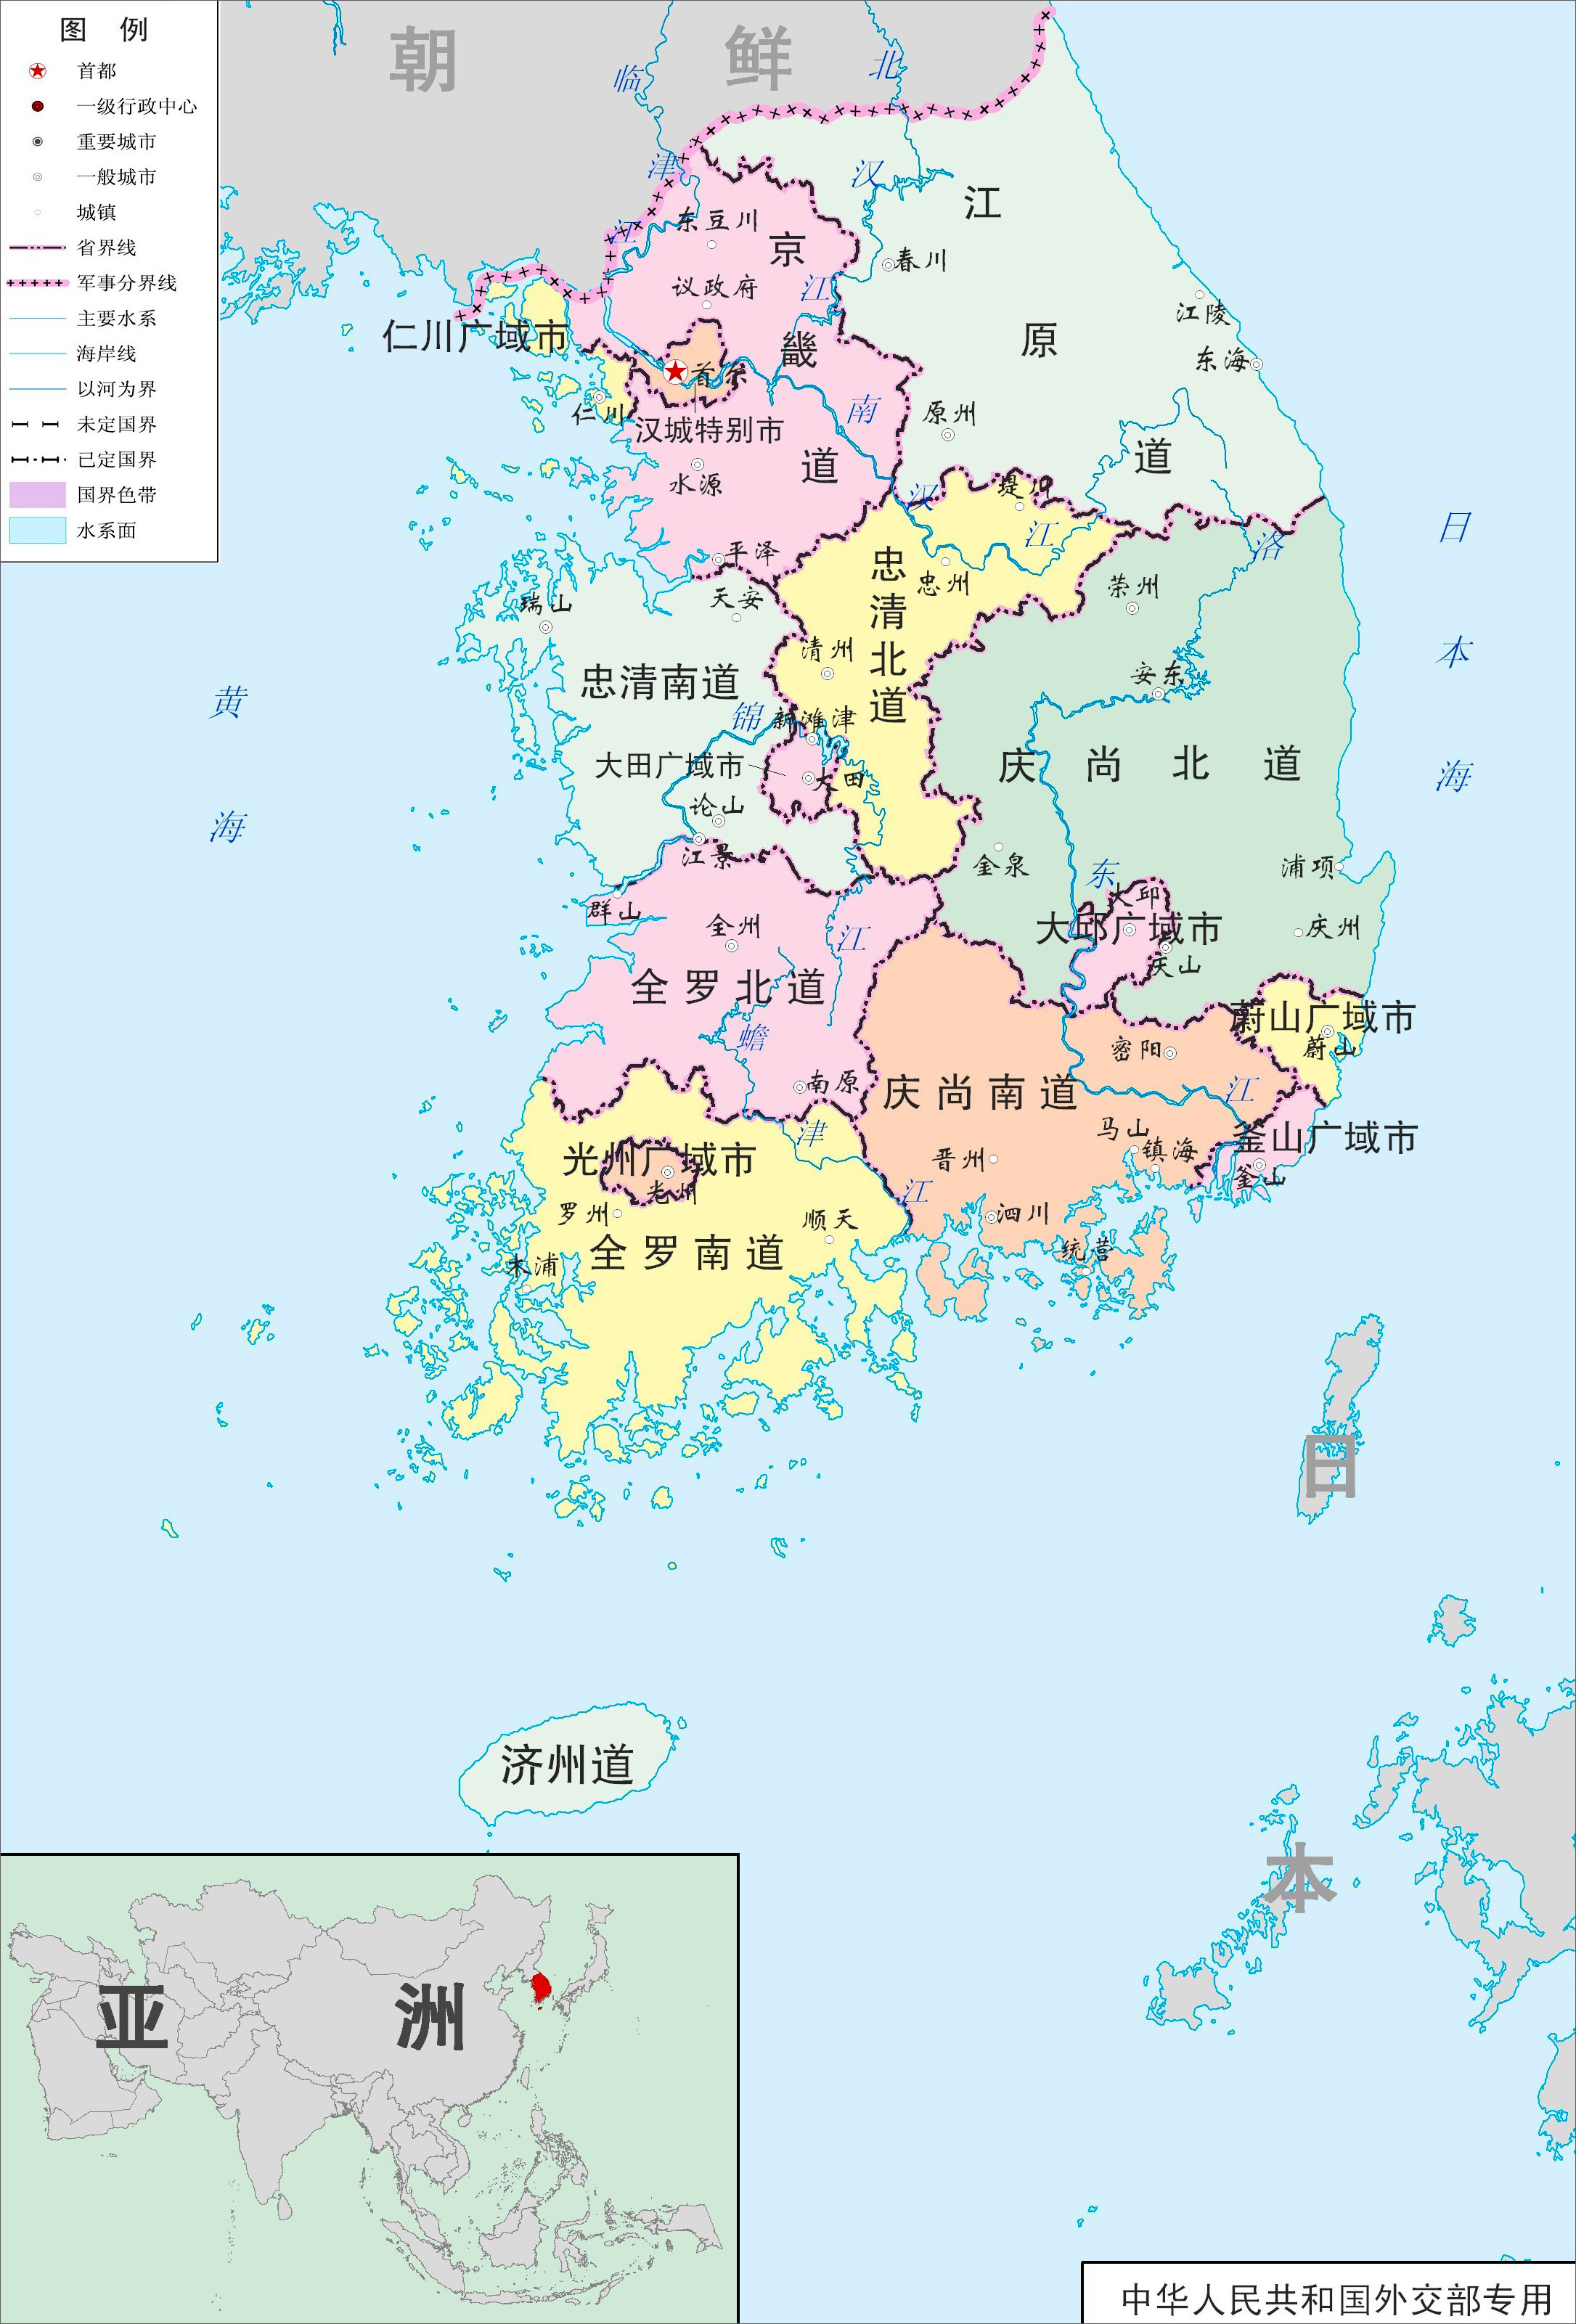 图 例
首都
一级行政中心
重要城市
一般城市
城镇
省界线
军事分界线
主要水系
海岸线
以河为界
未定国界
已定国界
国界色带
水系面
朝 鲜
临
津
江
北
汉
江
江
原
道
东豆川
京
畿
道
议政府
春川
江陵
东海
仁川广域市
首尔
仁川
汉城特别市
原州
南
汉
江
水源
堤川
平泽
天安
瑞山
忠州
忠
清
北
道
荣州
洛
东
江
日
本
海
清州
忠清南道
安东
黄
海
锦
江
新滩津
大田广域市
大田
庆 尚 北 道
论山
江景
金泉
浦项
群山
大邱
全州
大邱广域市
庆州
庆山
全罗北道
蔚山广域市
蔚山
蟾
津
江
密阳
南原
庆尚南道
马山
镇海
釜山广域市
釜山
光州广域市
光州
晋州
罗州
顺天
泗川
全罗南道
木浦
统营
日
本
济州道
亚 洲
中华人民共和国外交部专用